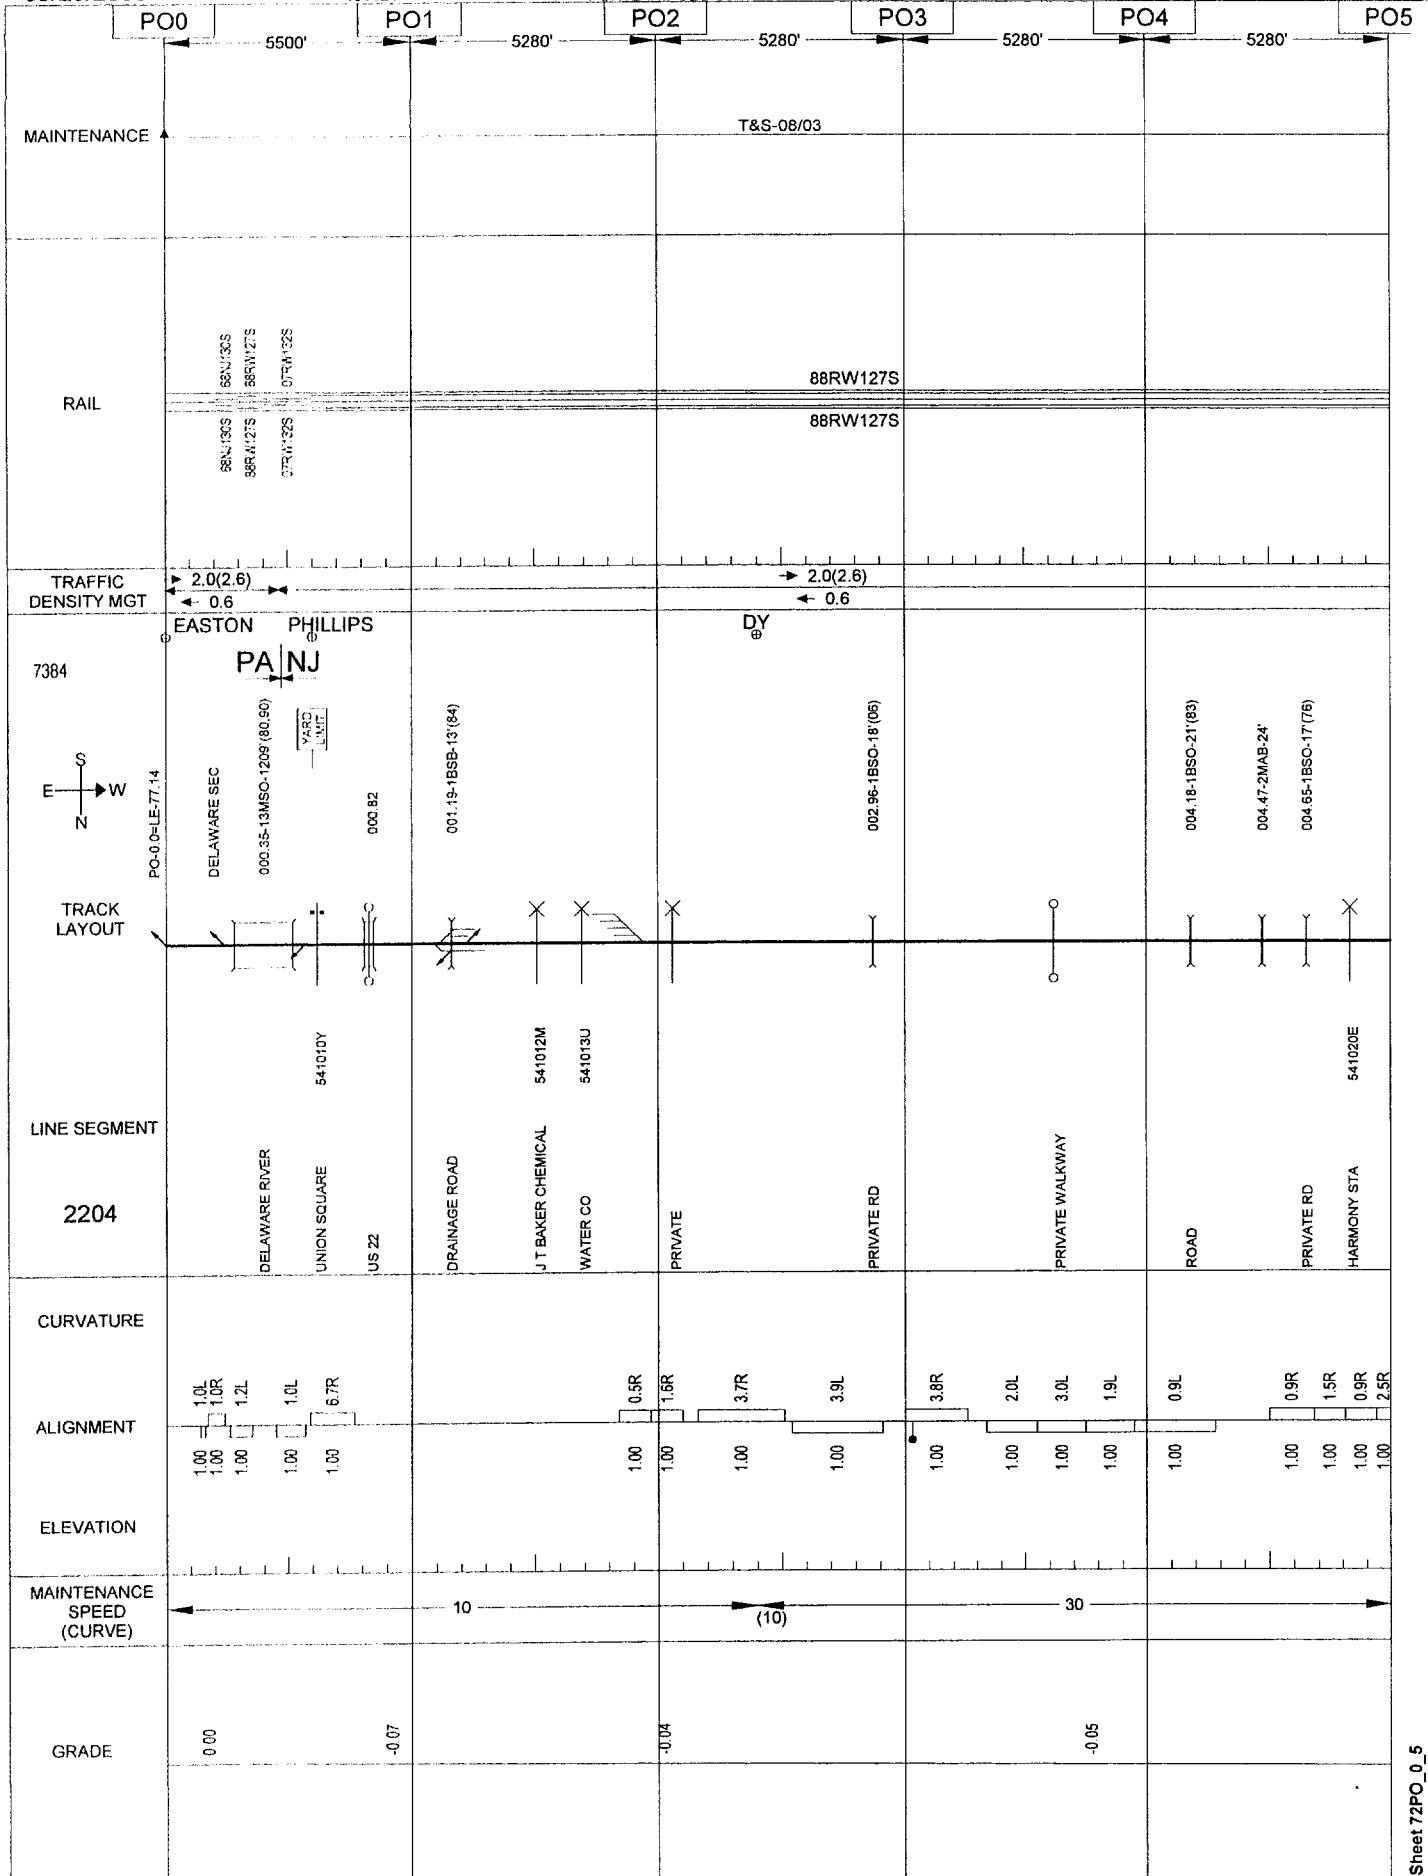 PO0 PO1 PO2 PO3 PO4 PO5
5500' 5280' 5280' 5280' 5280'
MAINTENANCE
T&S-08/03
RAIL
68NJ130S
88RW127S
07RW132S
88RW127S
68NJ130S
88RW127S
07RW132S
88RW127S
TRAFFIC
DENSITY MGT
2.0(2.6) 2.0(2.6)
0.6 0.6
EASTON PHILLIPS DY
7384
PA NJ
YARD
LIMIT
S
E W
N
PO-0.0=LE-77.14
DELAWARE SEC
000.35-13MSO-1209'(80,90)
000.82
001.19-1BSB-13'(84)
002.96-1BSO-18'(06)
004.18-1BSO-21'(83)
004.47-2MAB-24'
004.65-1BSO-17'(76)
TRACK
LAYOUT
541010Y
541012M
541013U
541020E
LINE SEGMENT
2204
DELAWARE RIVER
UNION SQUARE
US 22
DRAINAGE ROAD
J T BAKER CHEMICAL
WATER CO
PRIVATE
PRIVATE RD
PRIVATE WALKWAY
ROAD
PRIVATE RD
HARMONY STA
CURVATURE
1.0L 1.0R 1.2L 1.0L 6.7R 0.5R 1.6R 3.7R 3.9L 3.8R 2.0L 3.0L 1.9L 0.9L 0.9R 1.5R 0.9R 2.5R
ALIGNMENT
1.00 1.00 1.00 1.00 1.00 1.00 1.00 1.00 1.00 1.00 1.00 1.00 1.00 1.00 1.00 1.00 1.00 1.00
ELEVATION
MAINTENANCE
SPEED
(CURVE)
10 (10) 30
GRADE
0.00 -0.07 -0.04 -0.05
Sheet 72PO_0_5